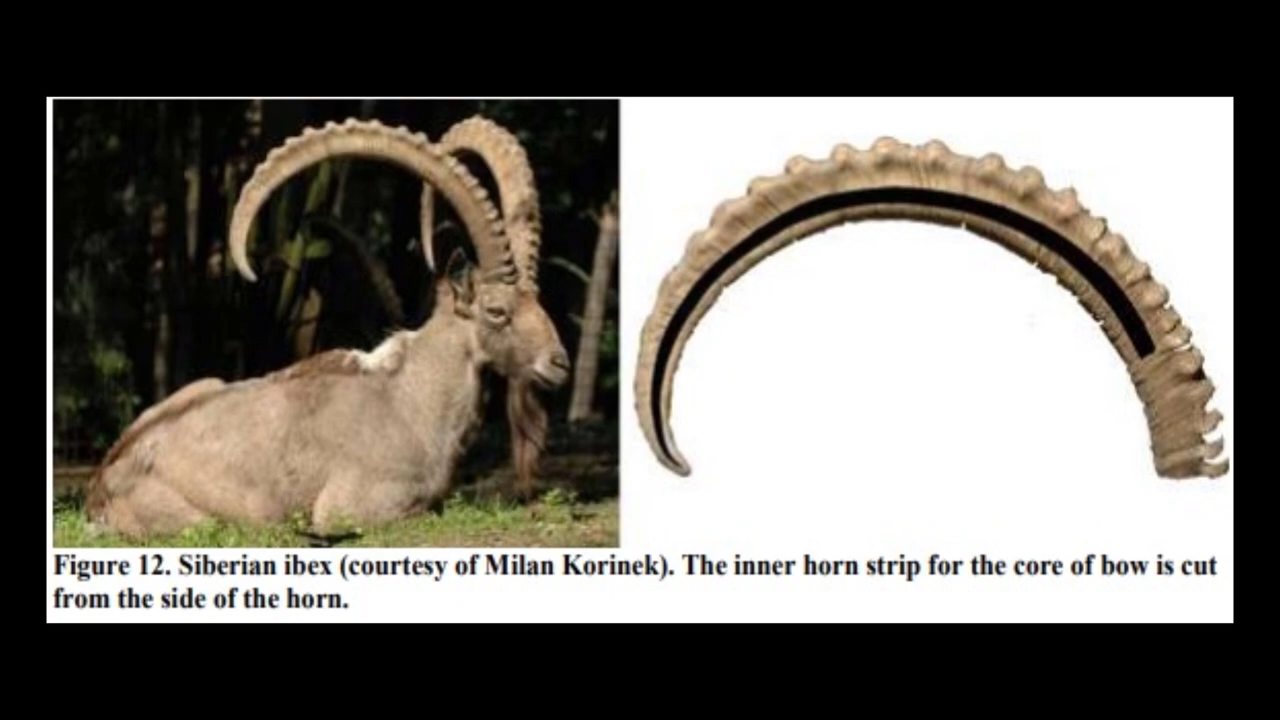 Figure 12. Siberian ibex (courtesy of Milan Korinek). The inner horn strip for the core of bow is cut
from the side of the horn.